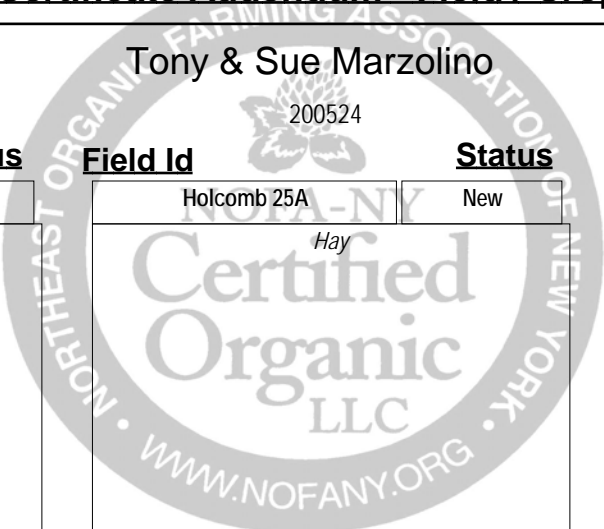 Tony & Sue Marzolino
200524
Field Id Status
Holcomb 25A New
Hay
NORTHEAST ORGANIC FARMING ASSOCIATION OF NEW YORK
NOFA-NY
Certified
Organic
LLC
WWW.NOFANY.ORG